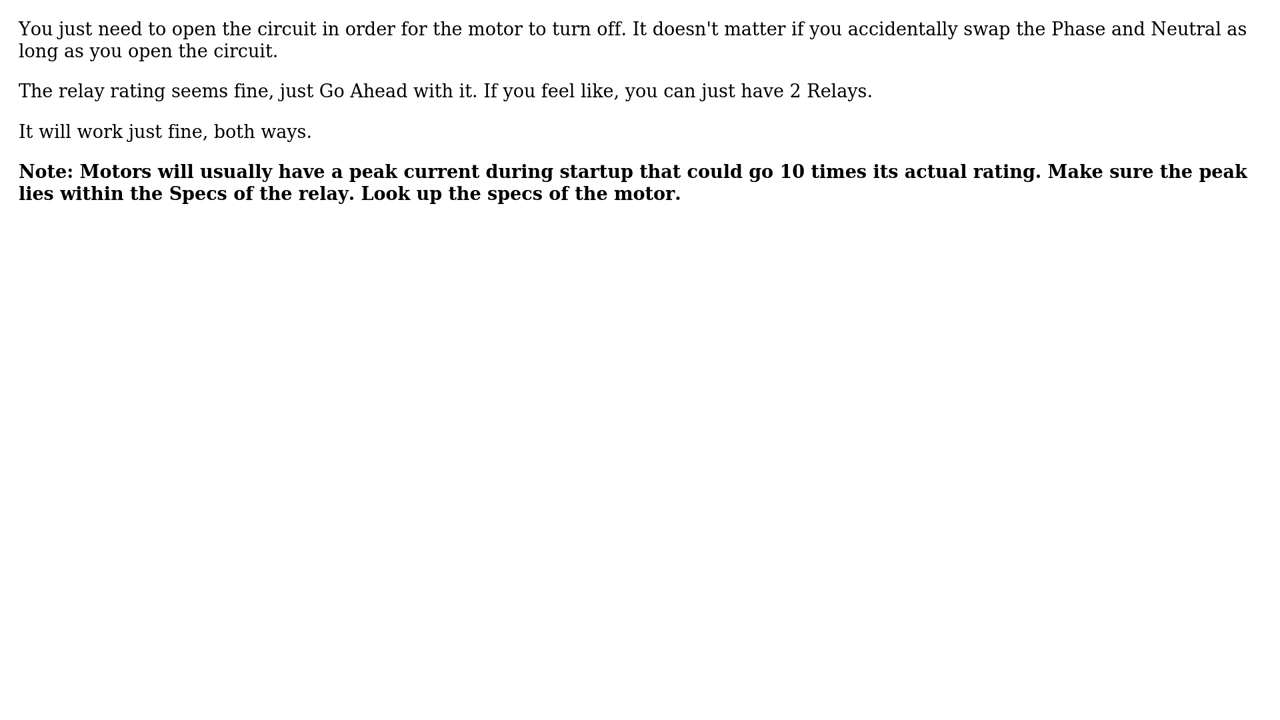 You just need to open the circuit in order for the motor to turn off. It doesn't matter if you accidentally swap the Phase and Neutral as
long as you open the circuit.
The relay rating seems fine, just Go Ahead with it. If you feel like, you can just have 2 Relays.
It will work just fine, both ways.
Note: Motors will usually have a peak current during startup that could go 10 times its actual rating. Make sure the peak
lies within the Specs of the relay. Look up the specs of the motor.